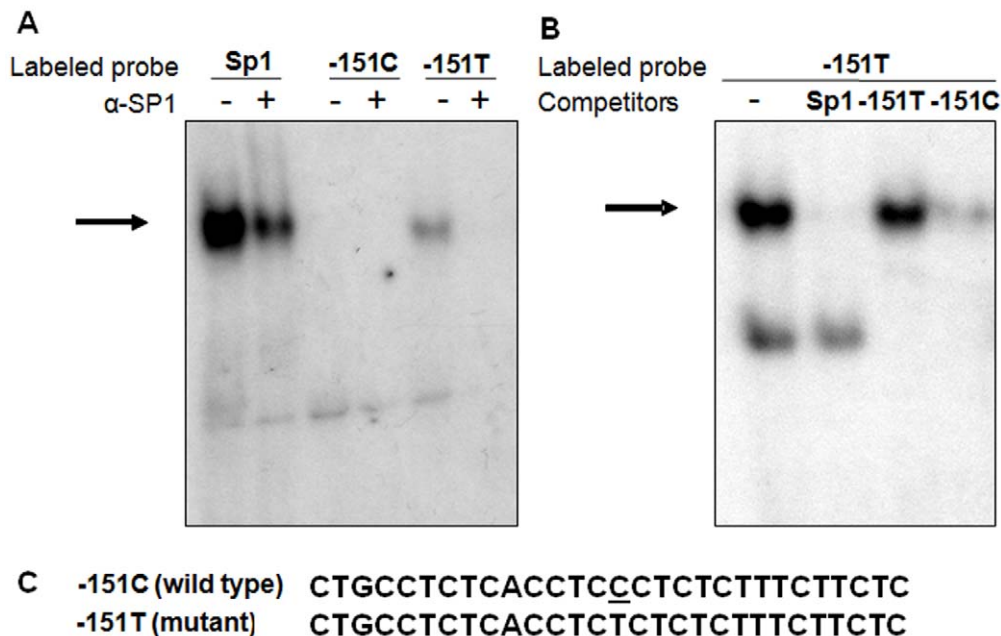 A
Labeled probe Sp1 -151C -151T
α-SP1 - + - + - +
B
Labeled probe -151T
Competitors - Sp1 -151T -151C
C -151C (wild type) CTGCCTCTCACCTCCCTCTCTTTCTTCTC
-151T (mutant) CTGCCTCTCACCTCTCTCTCTTTCTTCTC